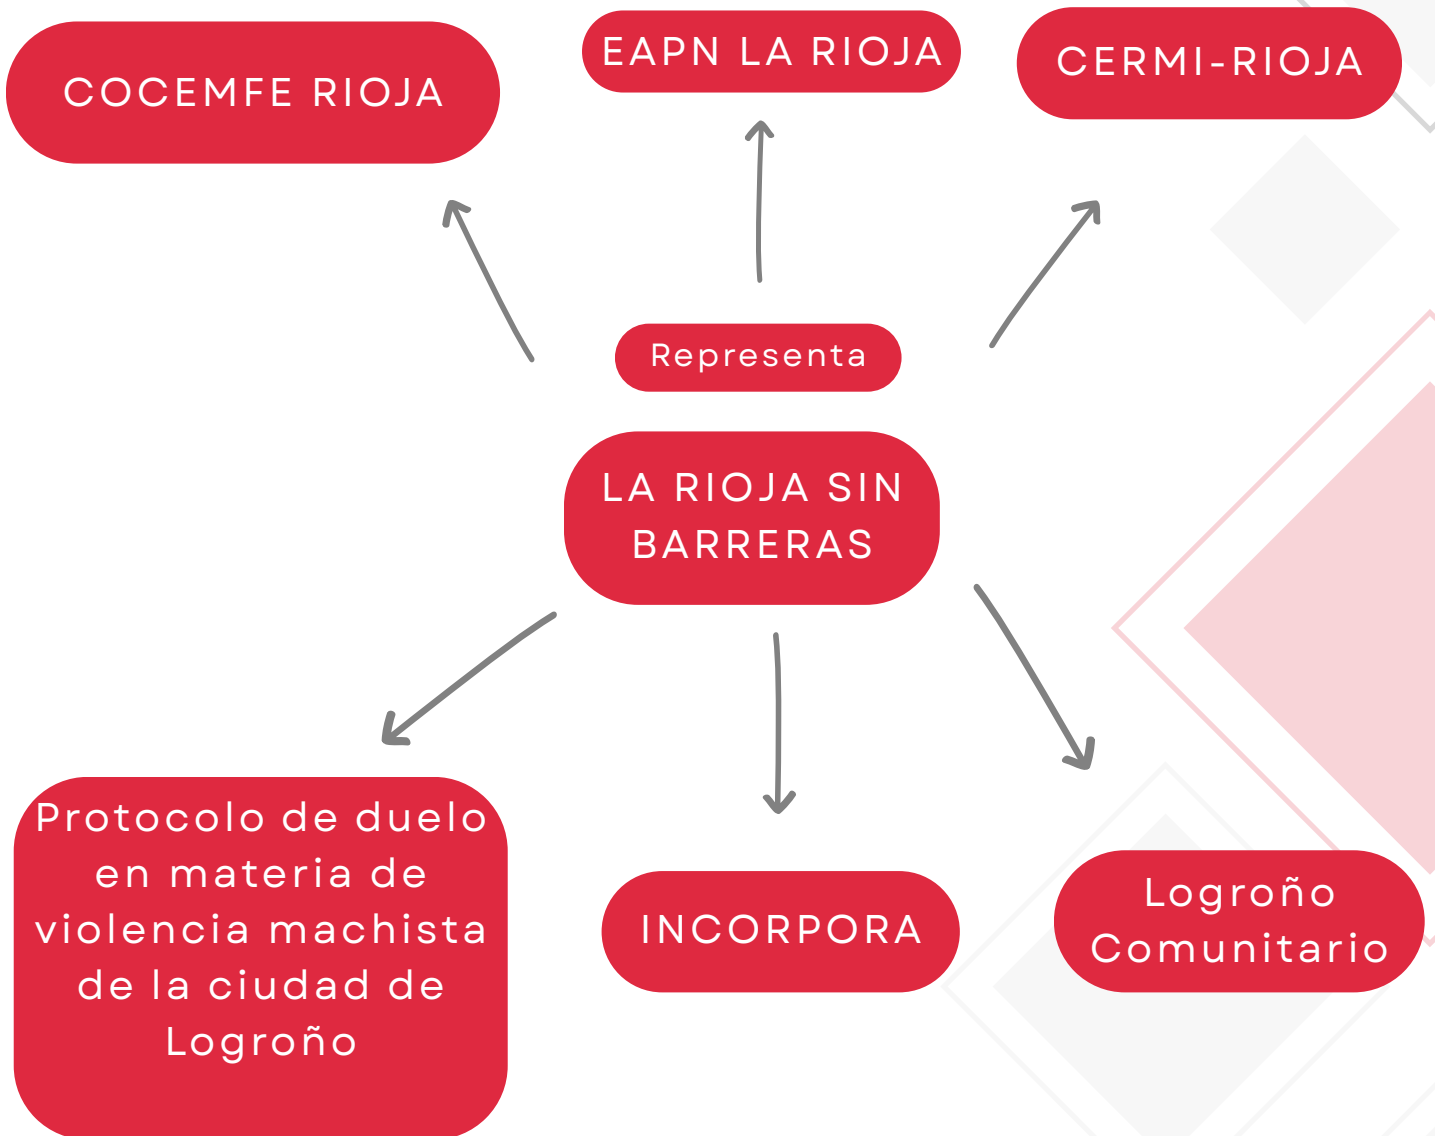 COCEMFE RIOJA
EAPN LA RIOJA
CERMI-RIOJA
Representa
LA RIOJA SIN
BARRERAS
Protocolo de duelo
en materia de
violencia machista
de la ciudad de
Logroño
INCORPORA
Logroño
Comunitario